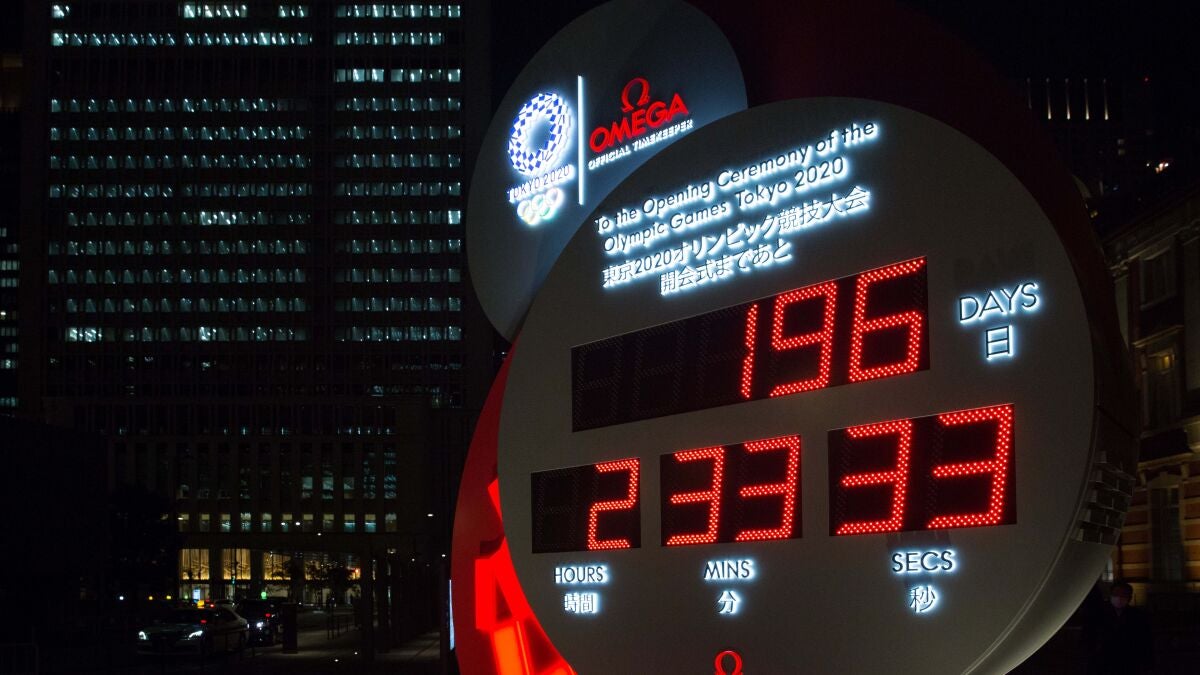 TOKYO 2020
OMEGA
OFFICIAL TIMEKEEPER
To the Opening Ceremony of the
Olympic Games Tokyo 2020
東京2020オリンピック競技大会
開会式まであと
196
DAYS
日
2 33 33
HOURS MINS SECS
時間 分 秒